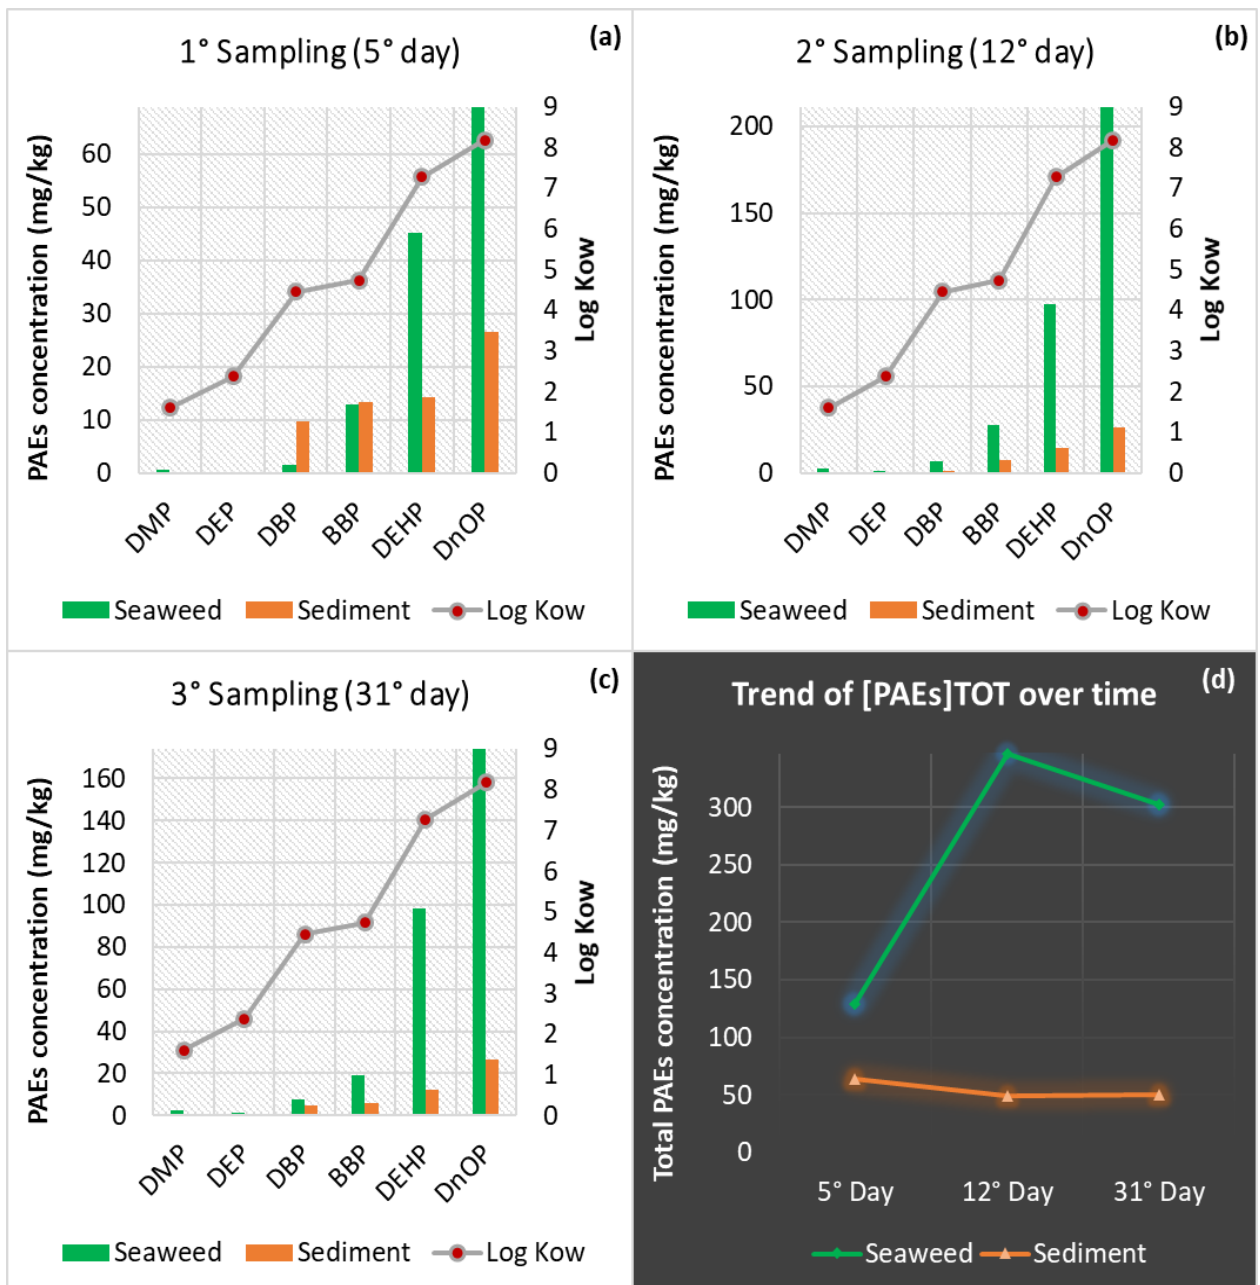 1° Sampling (5° day)
(a)
PAEs concentration (mg/kg)
60
50
40
30
20
10
0
9
8
7
6
5
4
3
2
1
0
Log Kow
DMP
DEP
DBP
BBP
DEHP
DnOP
Seaweed Sediment Log Kow
2° Sampling (12° day)
(b)
PAEs concentration (mg/kg)
200
150
100
50
0
9
8
7
6
5
4
3
2
1
0
Log Kow
DMP
DEP
DBP
BBP
DEHP
DnOP
Seaweed Sediment Log Kow
3° Sampling (31° day)
(c)
PAEs concentration (mg/kg)
160
140
120
100
80
60
40
20
0
9
8
7
6
5
4
3
2
1
0
Log Kow
DMP
DEP
DBP
BBP
DEHP
DnOP
Seaweed Sediment Log Kow
Trend of [PAEs]TOT over time
(d)
Total PAEs concentration (mg/kg)
300
250
200
150
100
50
0
5° Day 12° Day 31° Day
Seaweed Sediment